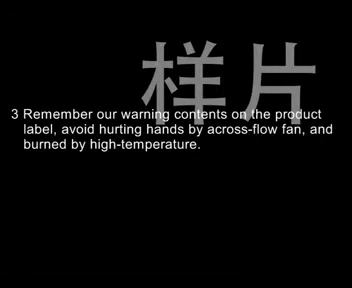 样片
3 Remember our warning contents on the product
label, avoid hurting hands by across-flow fan, and
burned by high-temperature.